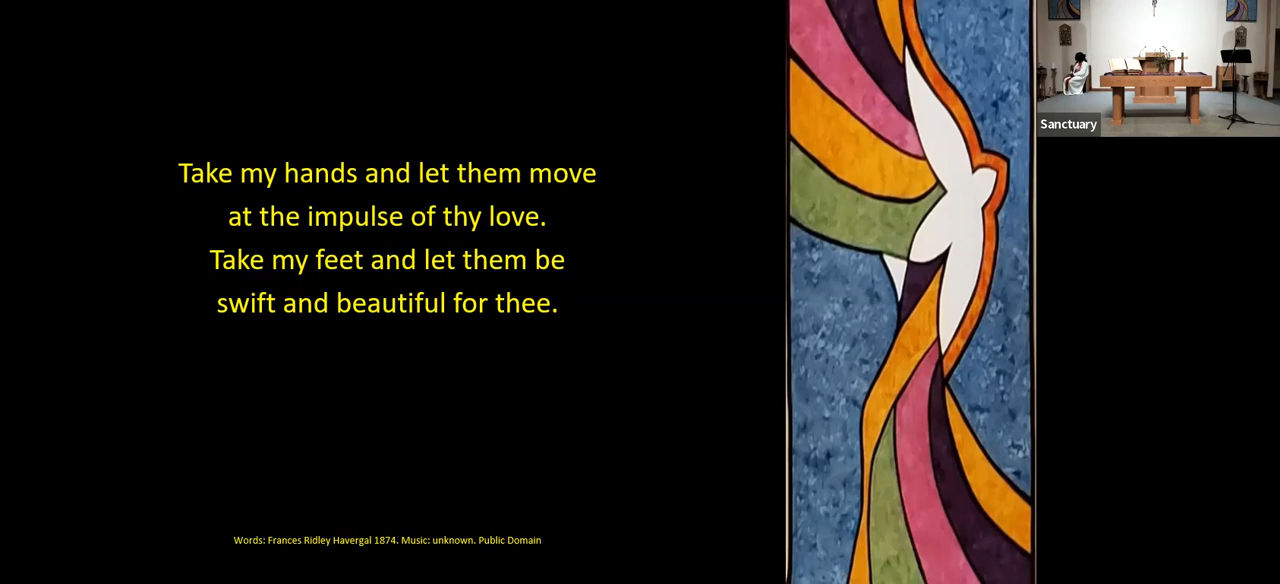 Take my hands and let them move
at the impulse of thy love.
Take my feet and let them be
swift and beautiful for thee.
Words: Frances Ridley Havergal 1874. Music: unknown. Public Domain
Sanctuary